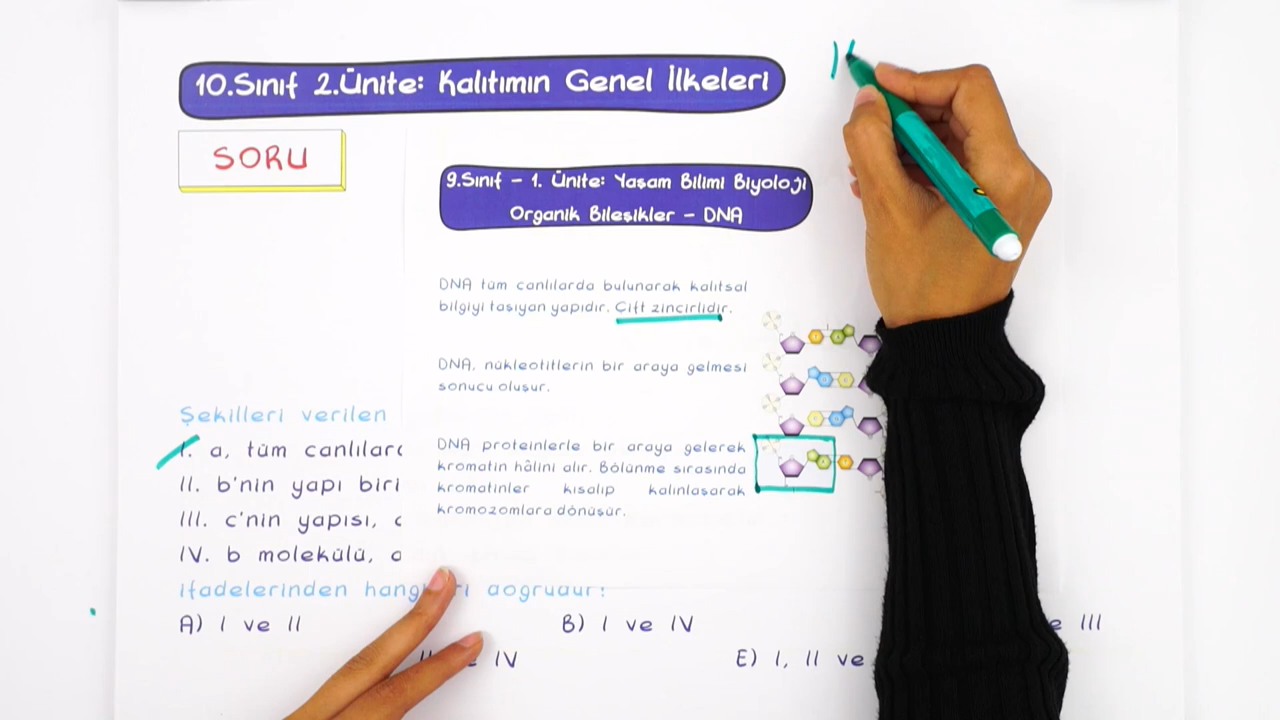 10.Sınıf 2.Ünite: Kalıtımın Genel İlkeleri
SORU
9.Sınıf - 1. Ünite: Yaşam Bilimi Biyoloji
Organik Bileşikler - DNA
DNA tüm canlılarda bulunarak kalıtsal
bilgiyi taşıyan yapıdır. Çift zincirlidir.
DNA, nükleotitlerin bir araya gelmesi
sonucu oluşur.
DNA proteinlerle bir araya gelerek
kromatin hâlini alır. Bölünme sırasında
kromatinler kısalıp kalınlaşarak
kromozomlara dönüşür.
Şekilleri verilen
I. a, tüm
II. b'nin yapı
III. c'nin yapısı,
IV. b molekülü,
ifadelerinden doğrudur?
A) I ve II
B) I ve IV
III
IV
E) I, II ve